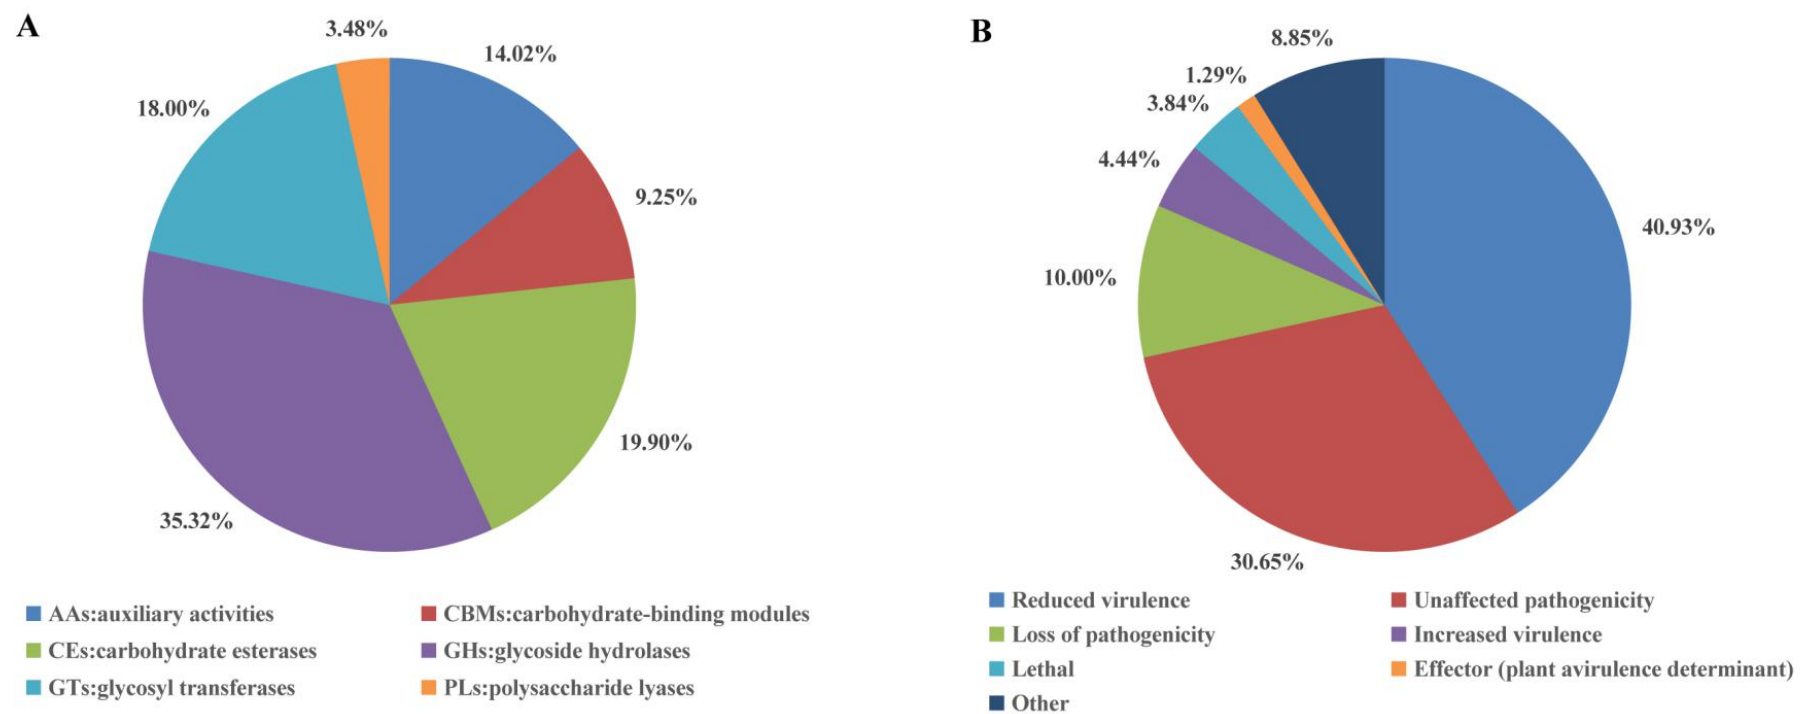 A
3.48%
14.02%
18.00%
9.25%
19.90%
35.32%
AAs:auxiliary activities
CBMs:carbohydrate-binding modules
CEs:carbohydrate esterases
GHs:glycoside hydrolases
GTs:glycosyl transferases
PLs:polysaccharide lyases
B
8.85%
1.29%
3.84%
4.44%
40.93%
10.00%
30.65%
Reduced virulence
Unaffected pathogenicity
Loss of pathogenicity
Increased virulence
Lethal
Effector (plant avirulence determinant)
Other